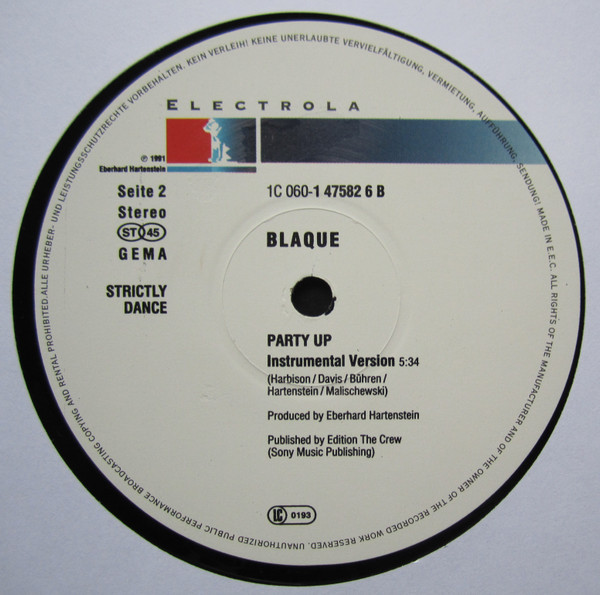 ALLE URHEBER- UND LEISTUNGSSCHUTZRECHTE VORBEHALTEN. KEIN VERLEIH! KEINE UNERLAUBTE VERVIELFÄLTIGUNG, VERMIETUNG, AUFFÜHRUNG, SENDUNG! MADE IN E.E.C. ALL RIGHTS OF THE MANUFACTURER AND OF THE OWNER OF THE RECORDED WORK RESERVED. UNAUTHORIZED PUBLIC PERFORMANCE BROADCASTING COPYING AND RENTAL PROHIBITED.
ELECTROLA
℗ 1991
Eberhard Hartenstein
Seite 2
1C 060-1 47582 6 B
Stereo
ST 45
GEMA
BLAQUE
STRICTLY
DANCE
PARTY UP
Instrumental Version 5:34
(Harbison/Davis/Bühren/
Hartenstein/Malischewski)
Produced by Eberhard Hartenstein
Published by Edition The Crew
(Sony Music Publishing)
LC 0193